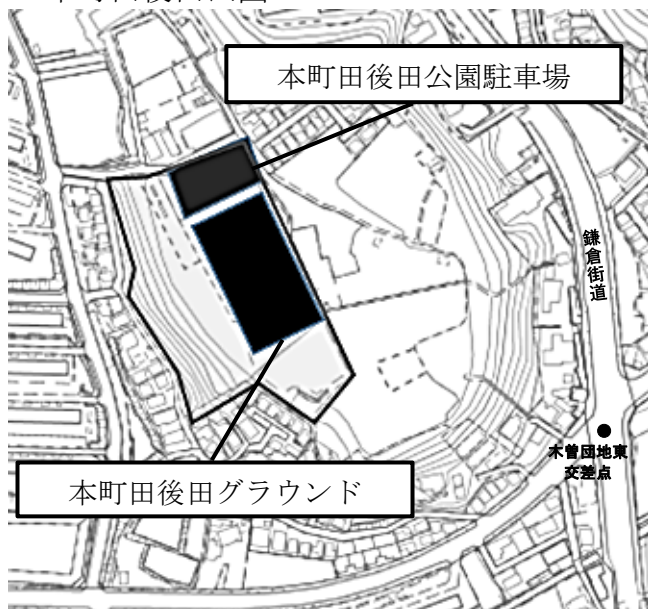 本町田後田公園駐車場
鎌倉街道
木曽団地東
交差点
本町田後田グラウンド